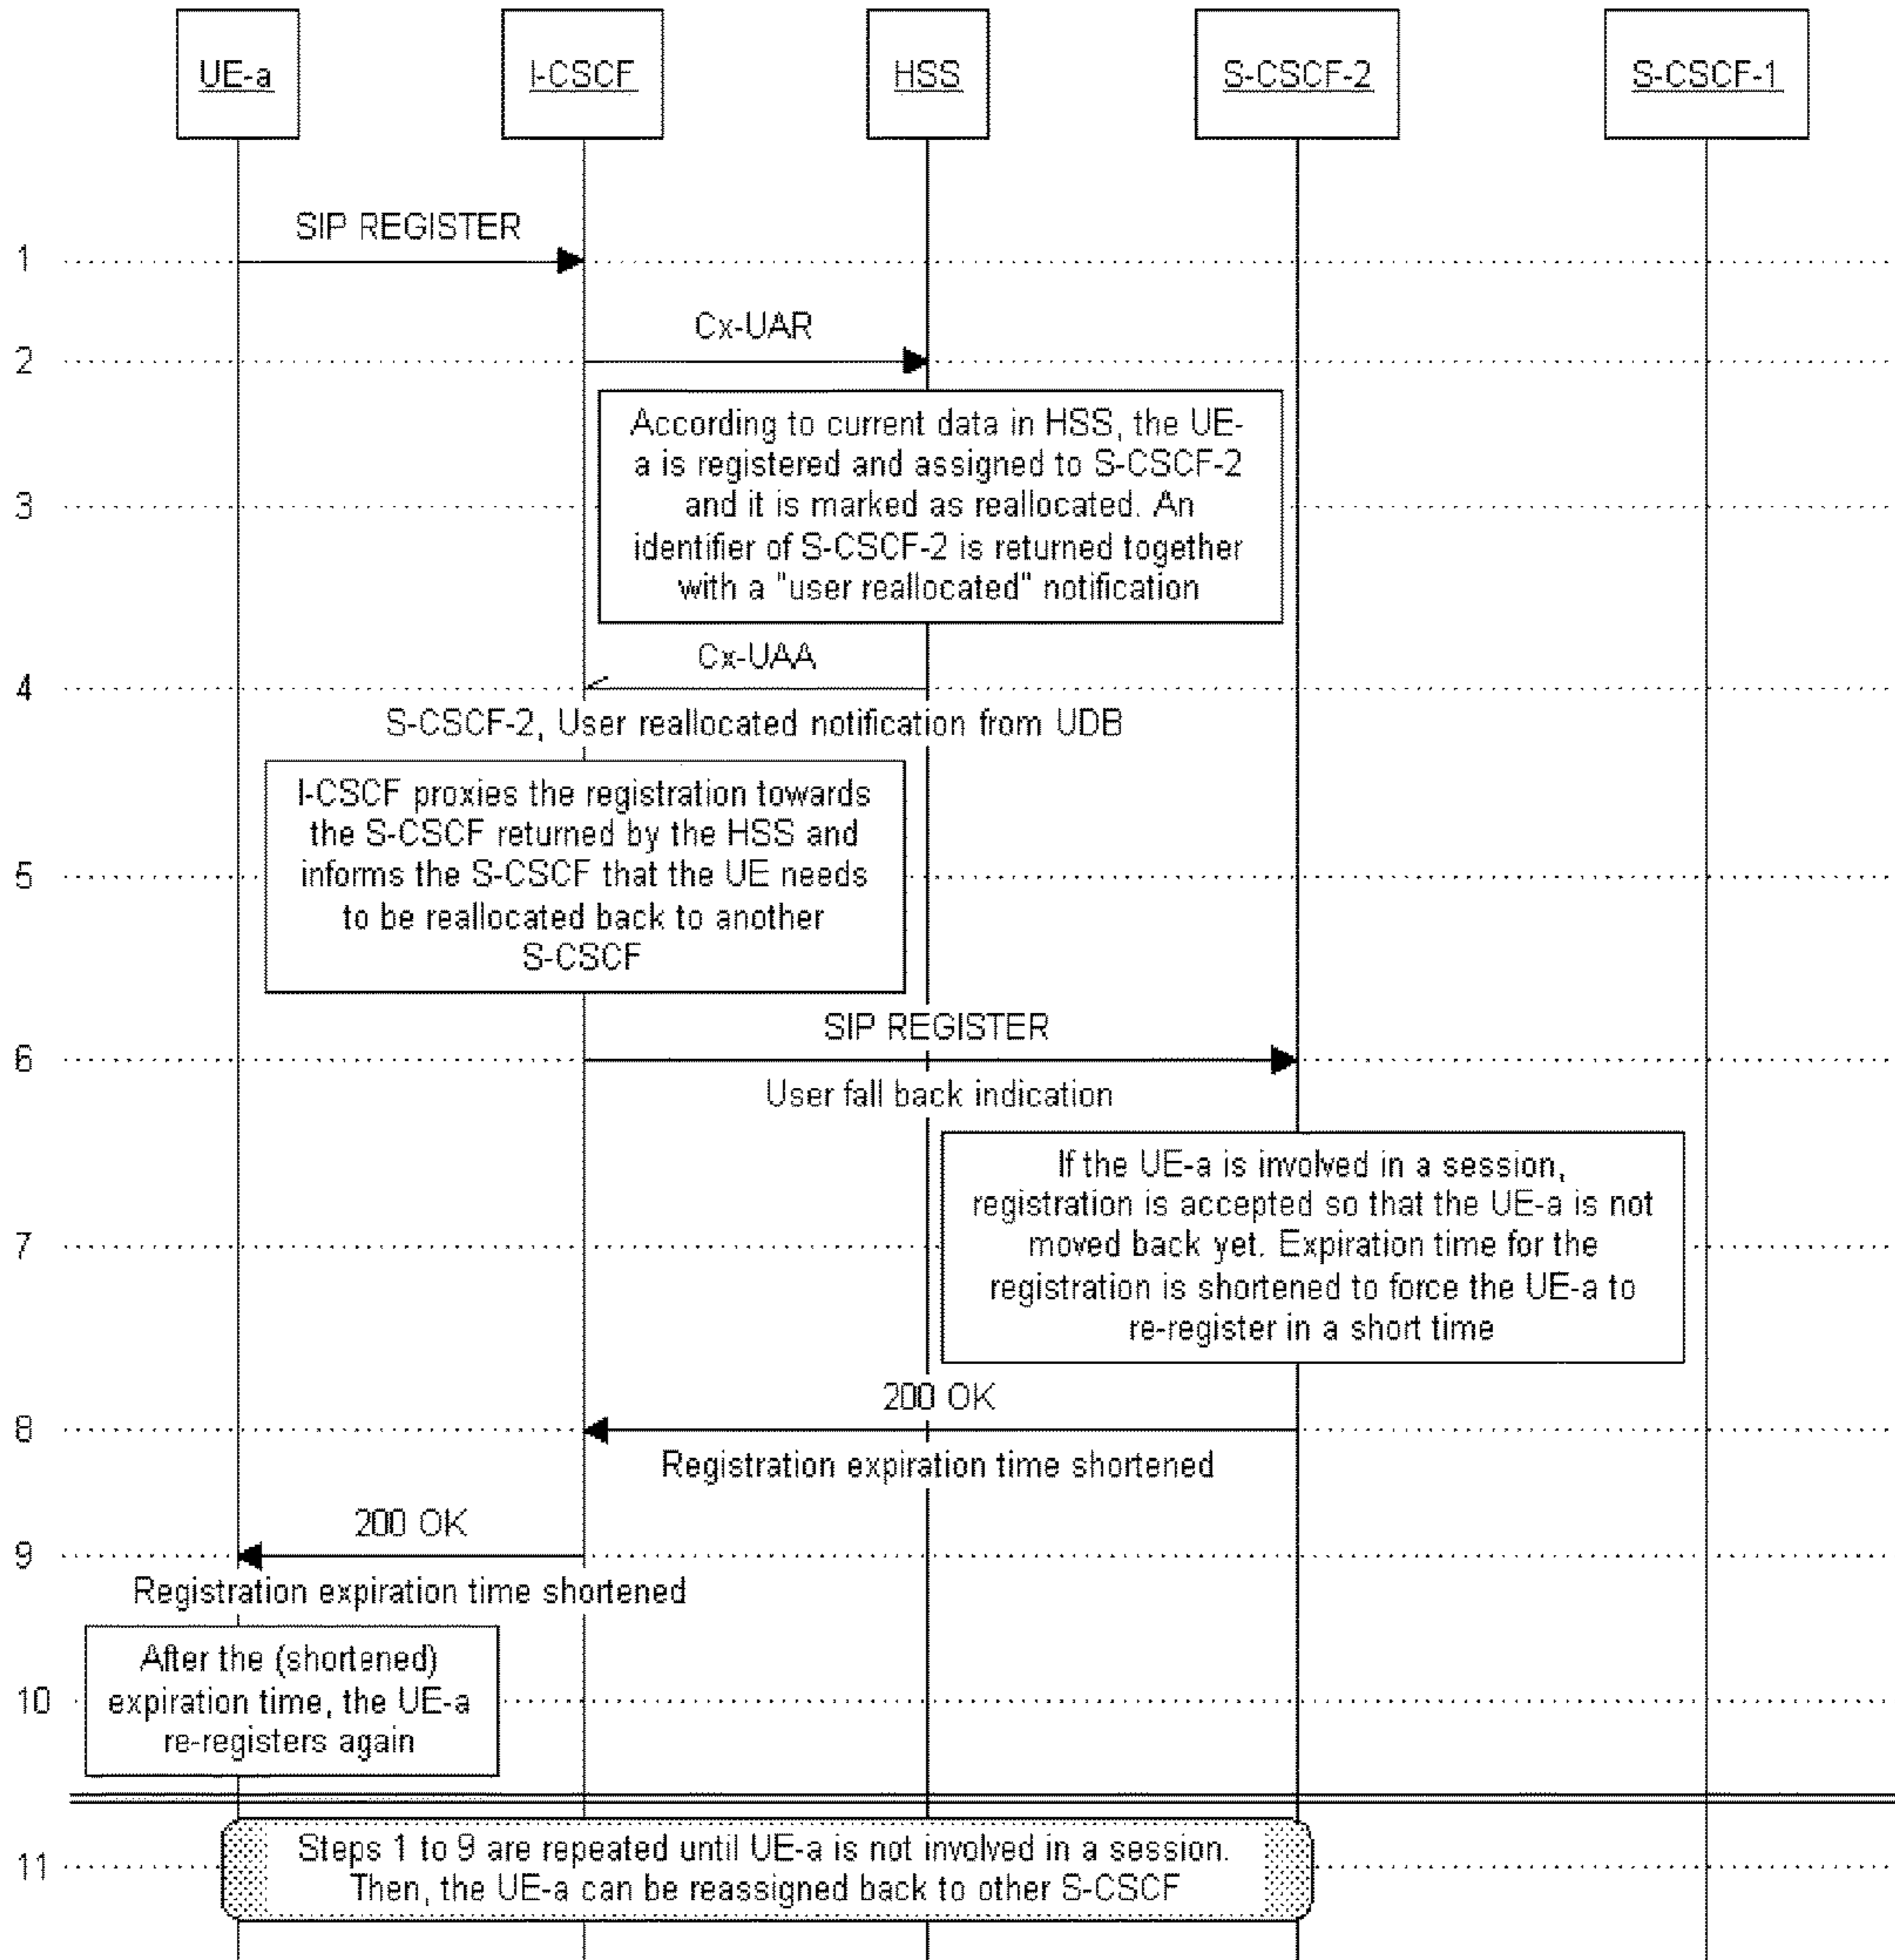 UE-a
I-CSCF
HSS
S-CSCF-2
S-CSCF-1
SIP REGISTER
1
Cx-UAR
2
According to current data in HSS, the UE-
a is registered and assigned to S-CSCF-2
and it is marked as reallocated. An
identifier of S-CSCF-2 is returned together
with a "user reallocated" notification
3
Cx-UAA
4
S-CSCF-2, User reallocated notification from UDB
I-CSCF proxies the registration towards
the S-CSCF returned by the HSS and
informs the S-CSCF that the UE needs
to be reallocated back to another
S-CSCF
5
SIP REGISTER
6
User fall back indication
If the UE-a is involved in a session,
registration is accepted so that the UE-a is not
moved back yet. Expiration time for the
registration is shortened to force the UE-a to
re-register in a short time
7
200 OK
8
Registration expiration time shortened
200 OK
9
Registration expiration time shortened
After the (shortened)
expiration time, the UE-a
re-registers again
10
Steps 1 to 9 are repeated until UE-a is not involved in a session.
Then, the UE-a can be reassigned back to other S-CSCF
11